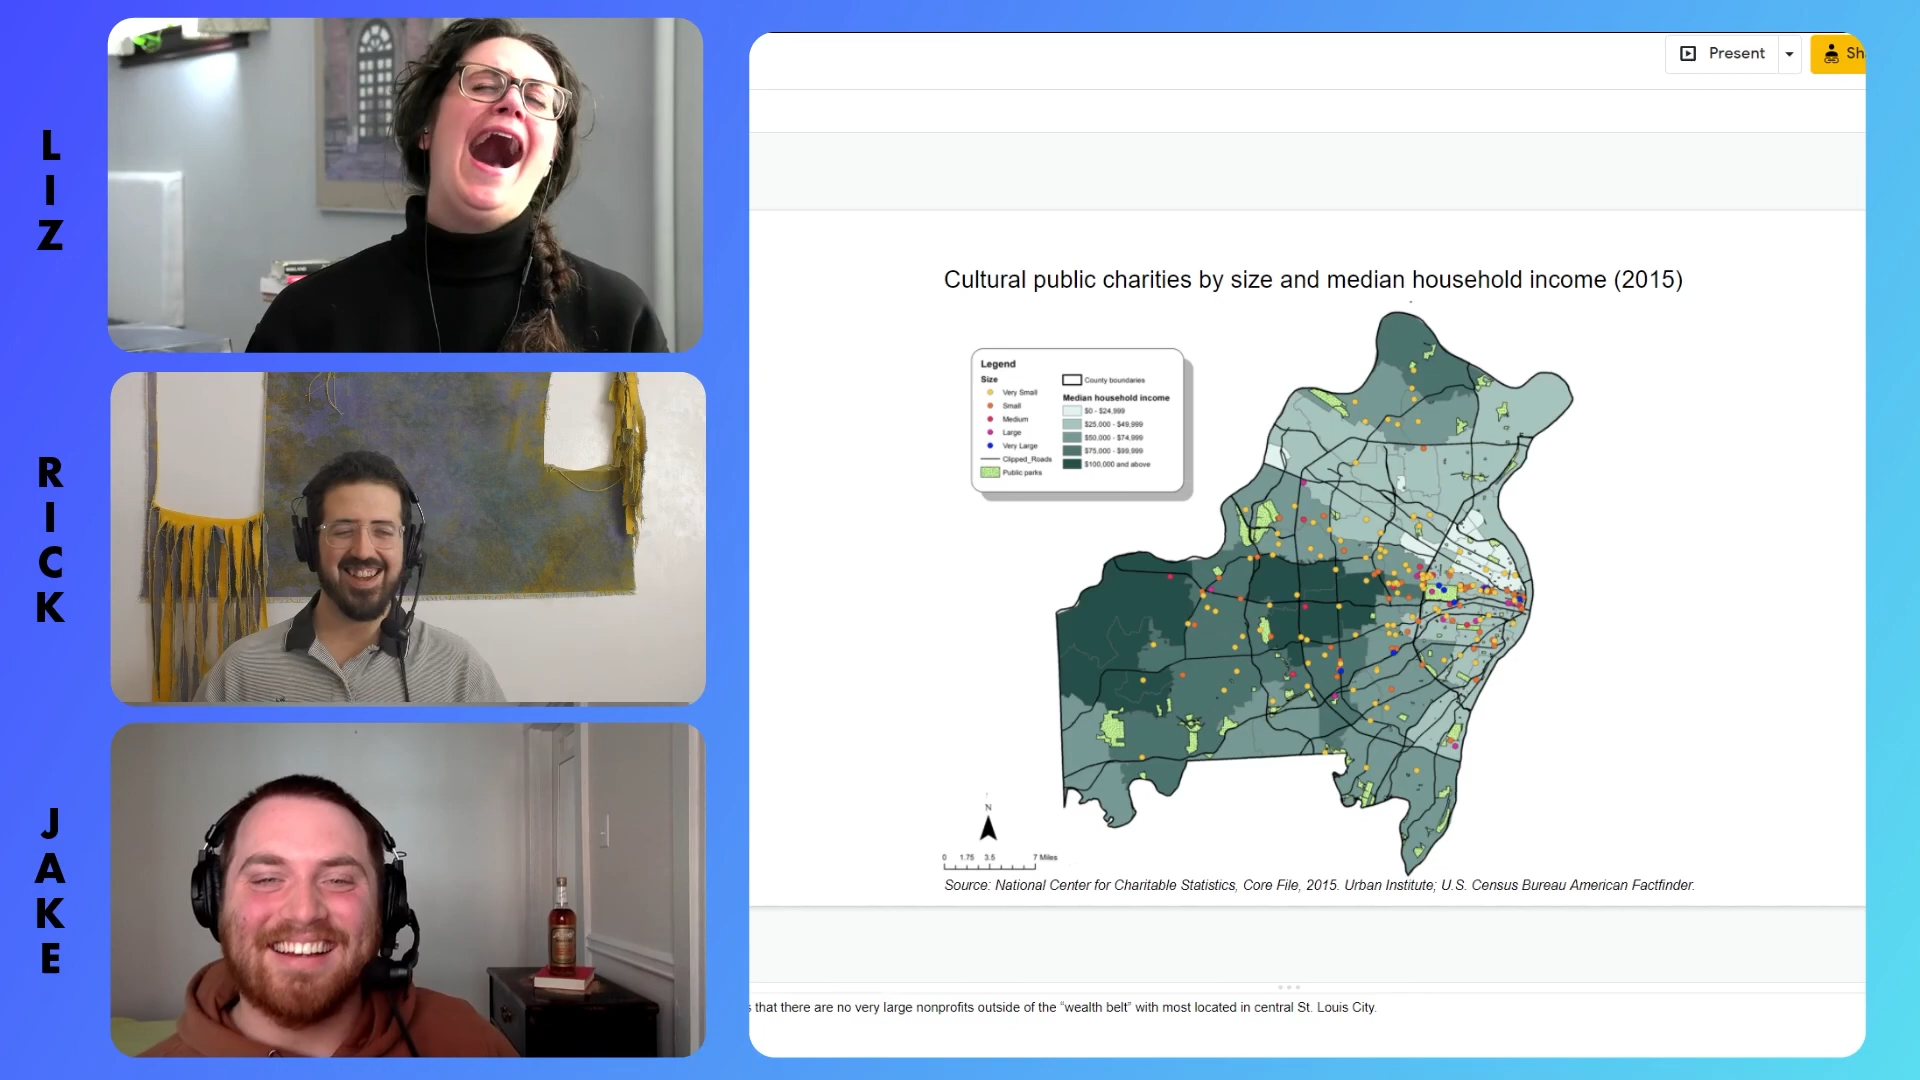 LIZ
RICK
JAKE
Present
Sh
Cultural public charities by size and median household income (2015)
Legend
Size
Very Small
Small
Medium
Large
Very Large
Clipped_Roads
Public parks
County boundaries
Median household income
$0 - $24,999
$25,000 - $49,999
$50,000 - $74,999
$75,000 - $99,999
$100,000 and above
N
0 1.75 3.5 7 Miles
Source: National Center for Charitable Statistics, Core File, 2015. Urban Institute; U.S. Census Bureau American Factfinder.
s that there are no very large nonprofits outside of the “wealth belt” with most located in central St. Louis City.